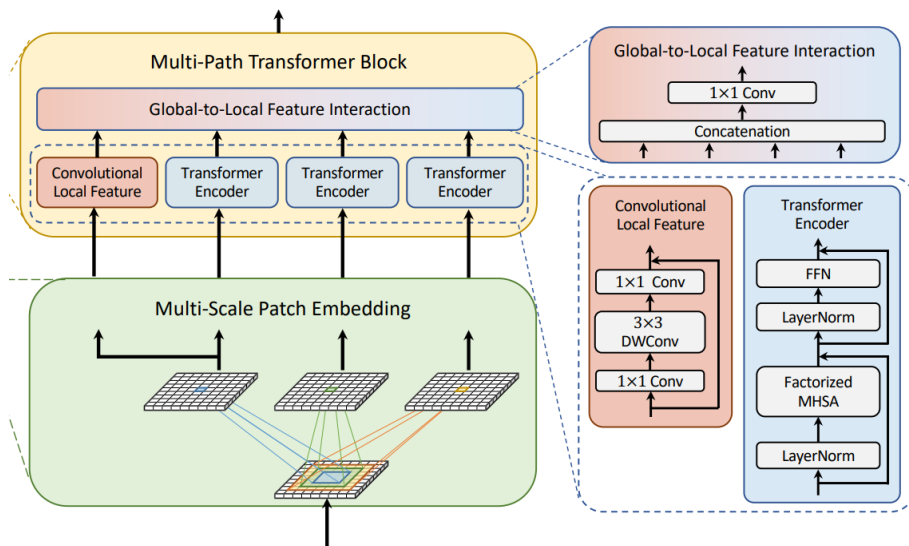 Multi-Path Transformer Block
Global-to-Local Feature Interaction
Convolutional
Local Feature
Transformer
Encoder
Transformer
Encoder
Transformer
Encoder
Multi-Scale Patch Embedding
Global-to-Local Feature Interaction
1×1 Conv
Concatenation
Convolutional
Local Feature
1×1 Conv
3×3
DWConv
1×1 Conv
Transformer
Encoder
FFN
LayerNorm
Factorized
MHSA
LayerNorm